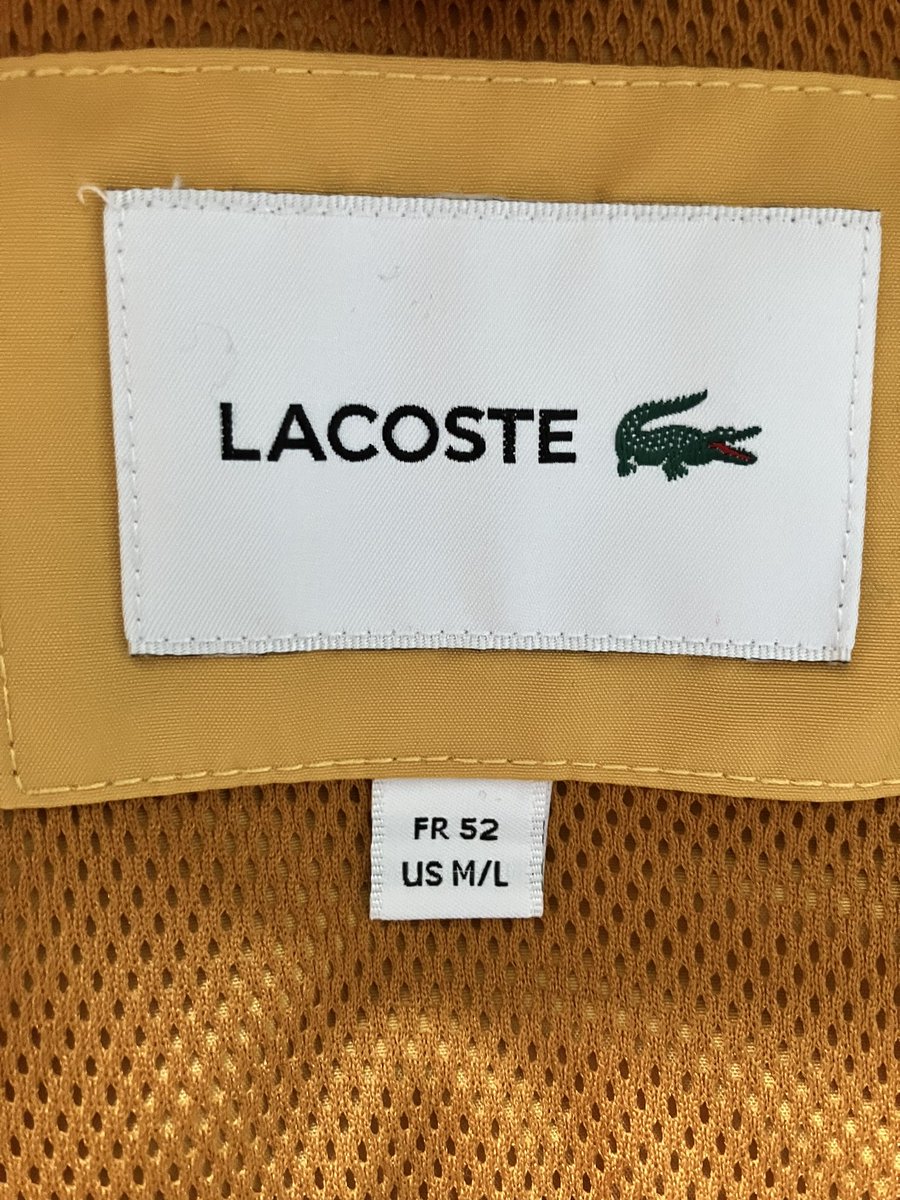 LACOSTE
FR 52
US M/L